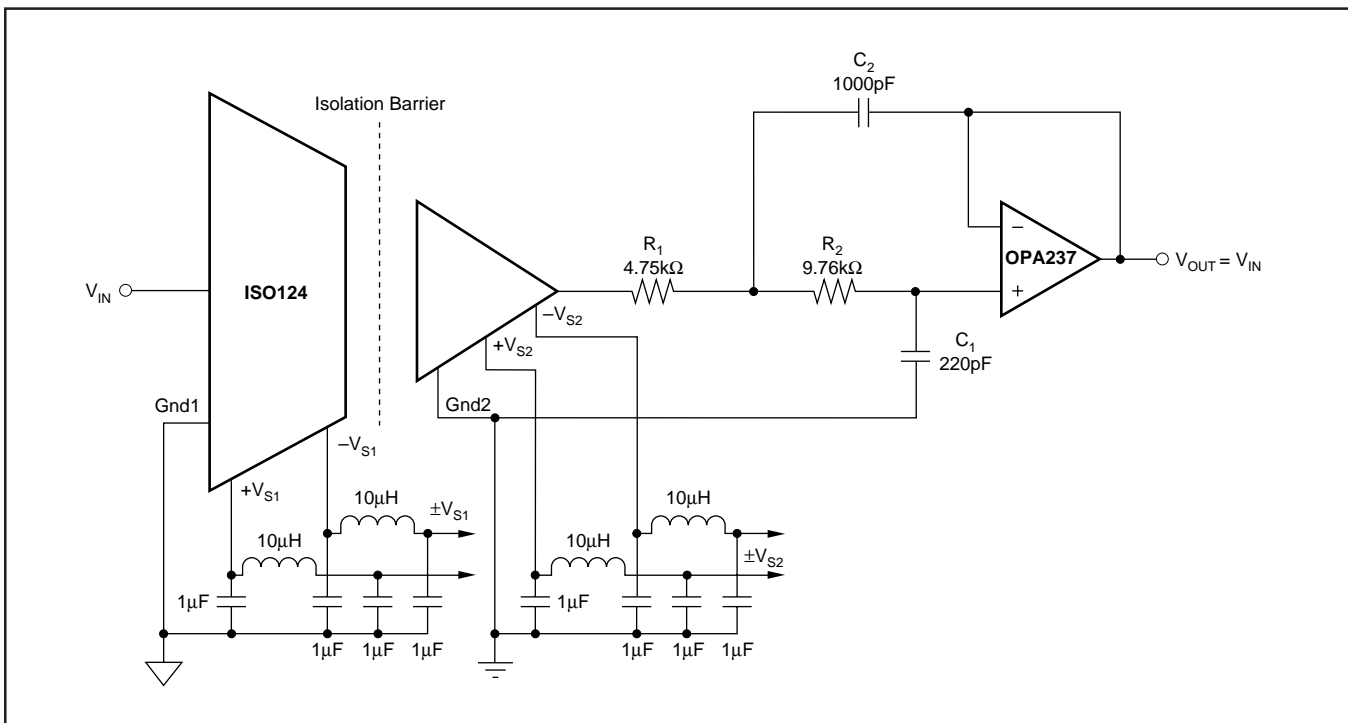 C2
1000pF
Isolation Barrier
R1
4.75kΩ
R2
9.76kΩ
−
OPA237
+
VOUT = VIN
VIN
ISO124
−VS2
+VS2
C1
220pF
Gnd1
Gnd2
−VS1
+VS1
10μH
±VS1
10μH
10μH
±VS2
10μH
1μF
1μF
1μF
1μF
1μF
1μF
1μF
1μF